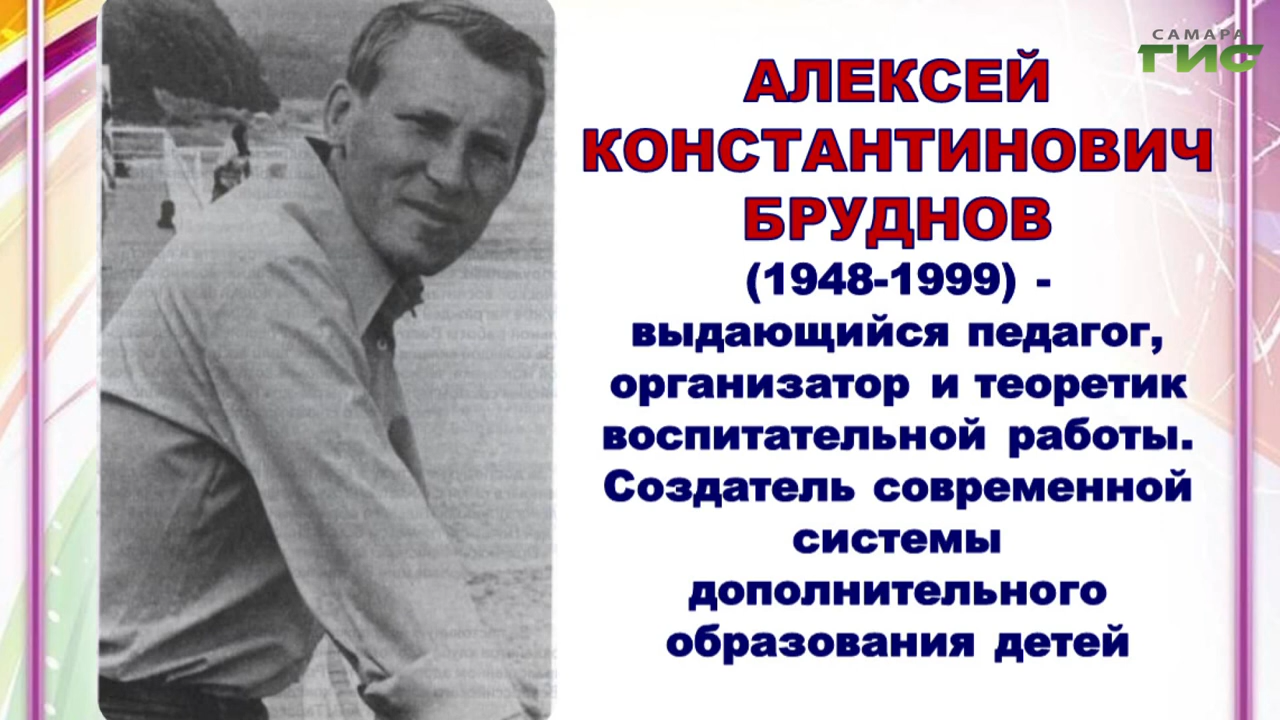 САМАРА
ГИС
АЛЕКСЕЙ
КОНСТАНТИНОВИЧ
БРУДНОВ
(1948-1999) -
выдающийся педагог,
организатор и теоретик
воспитательной работы.
Создатель современной
системы
дополнительного
образования детей